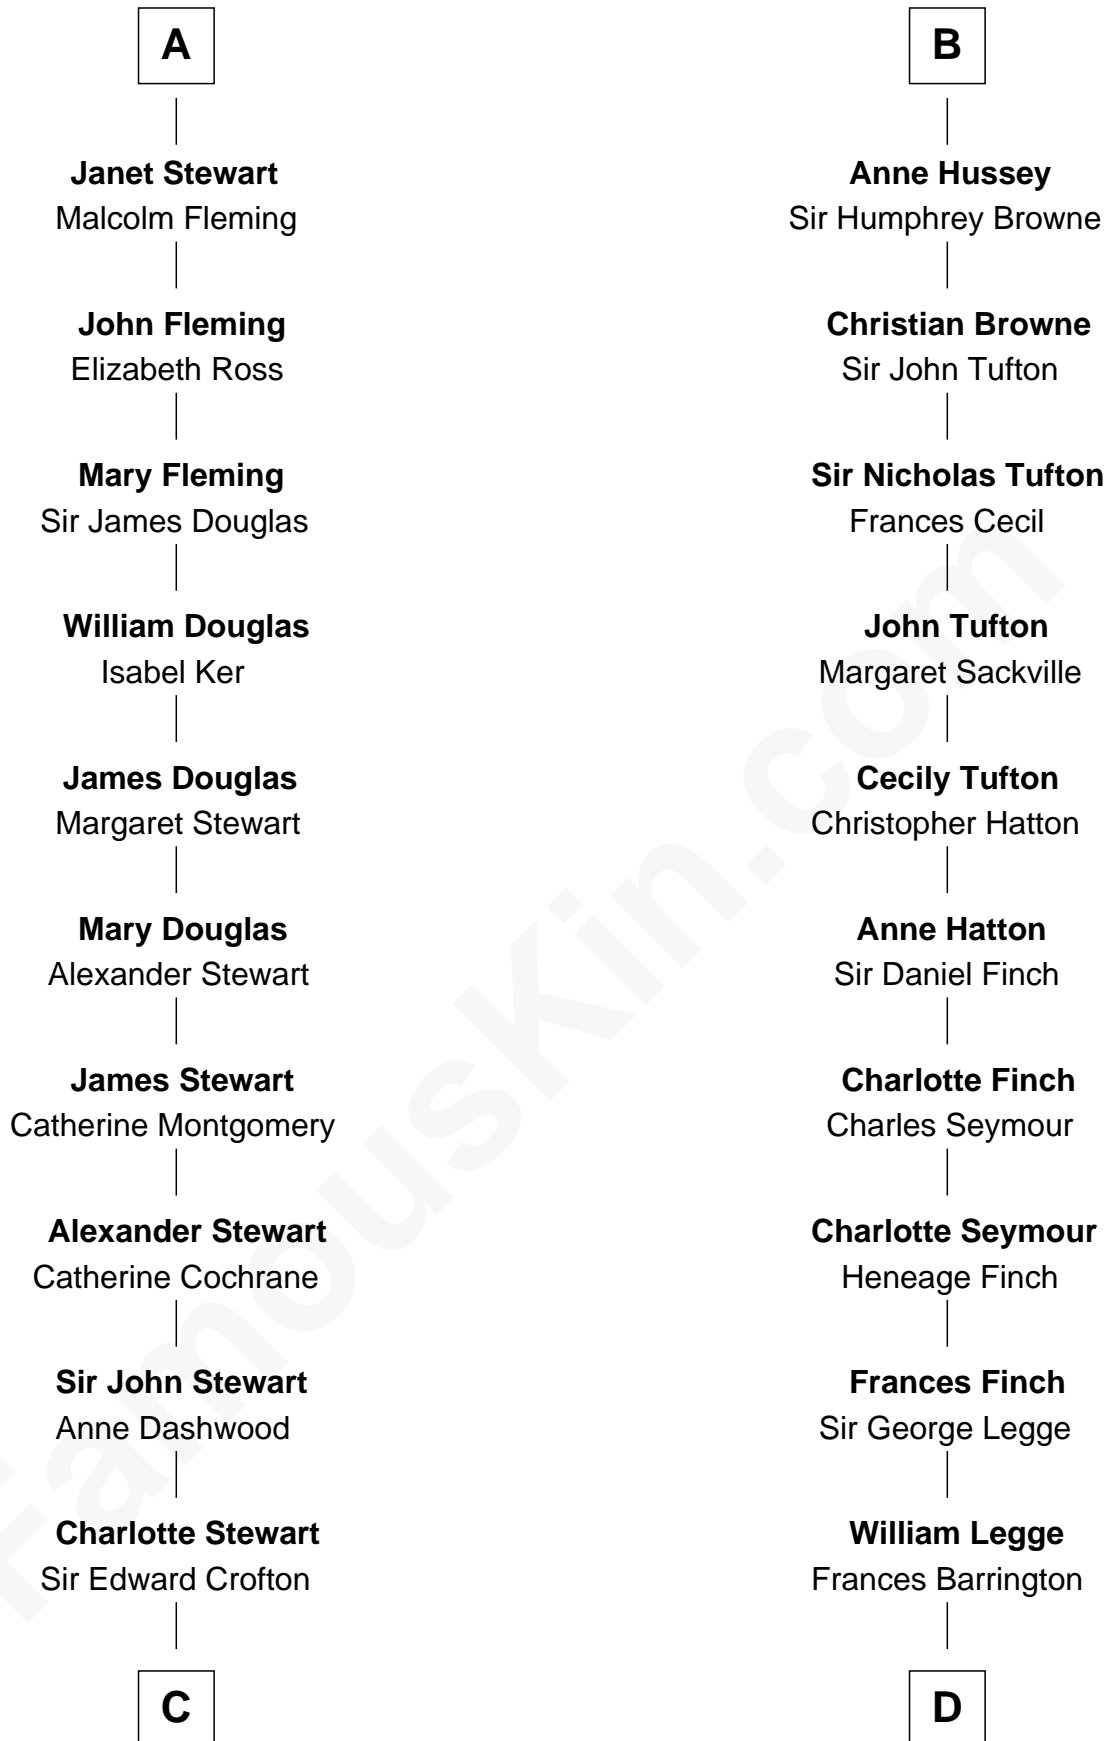 A
Janet Stewart
Malcolm Fleming
John Fleming
Elizabeth Ross
Mary Fleming
Sir James Douglas
William Douglas
Isabel Ker
James Douglas
Margaret Stewart
Mary Douglas
Alexander Stewart
James Stewart
Catherine Montgomery
Alexander Stewart
Catherine Cochrane
Sir John Stewart
Anne Dashwood
Charlotte Stewart
Sir Edward Crofton
C
B
Anne Hussey
Sir Humphrey Browne
Christian Browne
Sir John Tufton
Sir Nicholas Tufton
Frances Cecil
John Tufton
Margaret Sackville
Cecily Tufton
Christopher Hatton
Anne Hatton
Sir Daniel Finch
Charlotte Finch
Charles Seymour
Charlotte Seymour
Heneage Finch
Frances Finch
Sir George Legge
William Legge
Frances Barrington
D
FamousKin.com